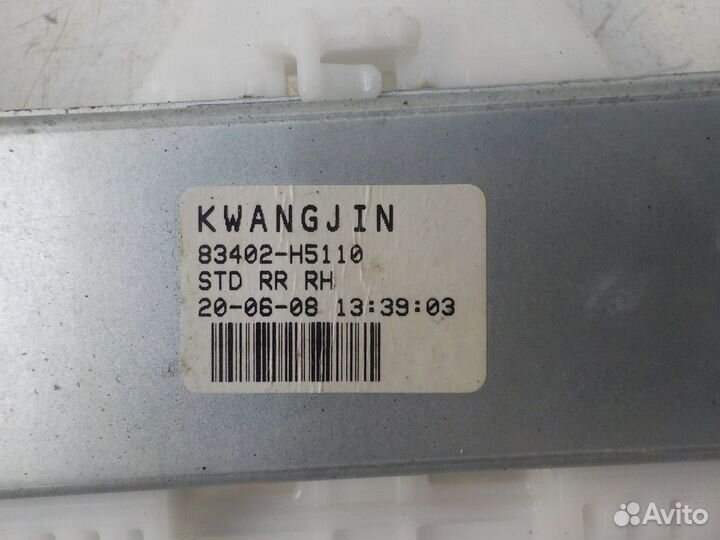 KWANGJIN
83402-H5110
STD RR RH
20-06-08 13:39:03
Avito